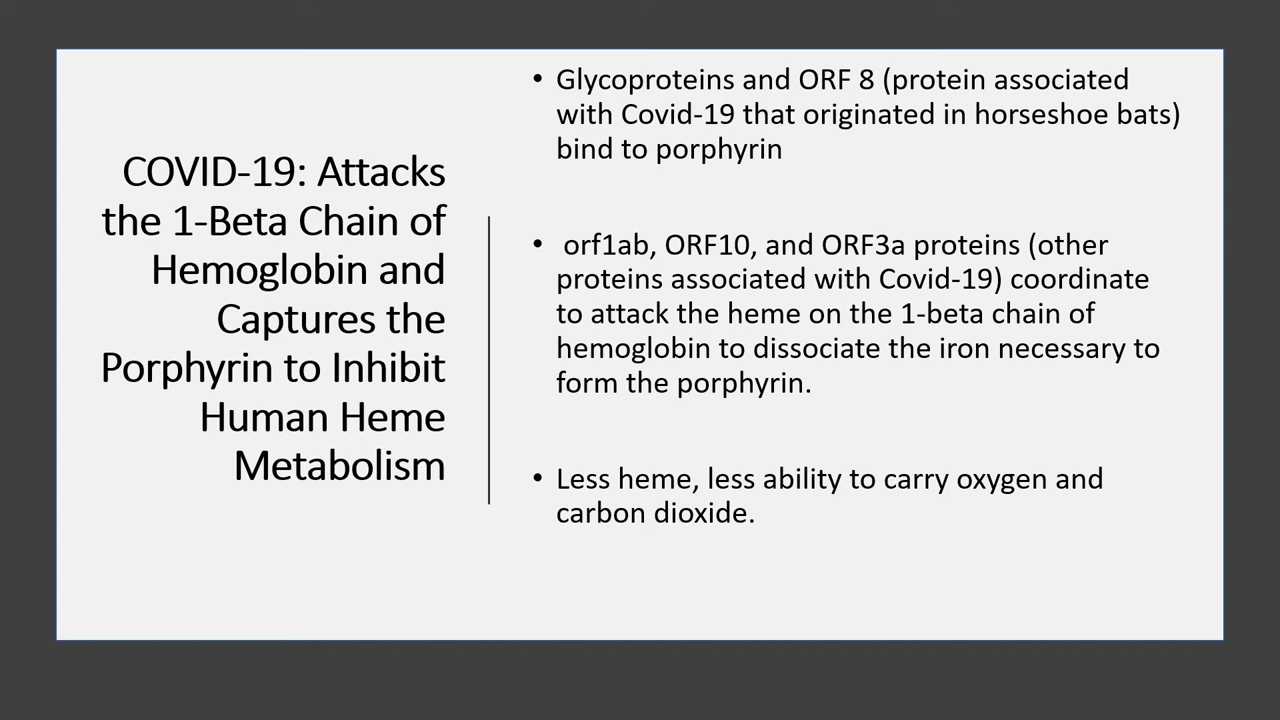 COVID-19: Attacks
the 1-Beta Chain of
Hemoglobin and
Captures the
Porphyrin to Inhibit
Human Heme
Metabolism
• Glycoproteins and ORF 8 (protein associated
with Covid-19 that originated in horseshoe bats)
bind to porphyrin
• orf1ab, ORF10, and ORF3a proteins (other
proteins associated with Covid-19) coordinate
to attack the heme on the 1-beta chain of
hemoglobin to dissociate the iron necessary to
form the porphyrin.
• Less heme, less ability to carry oxygen and
carbon dioxide.